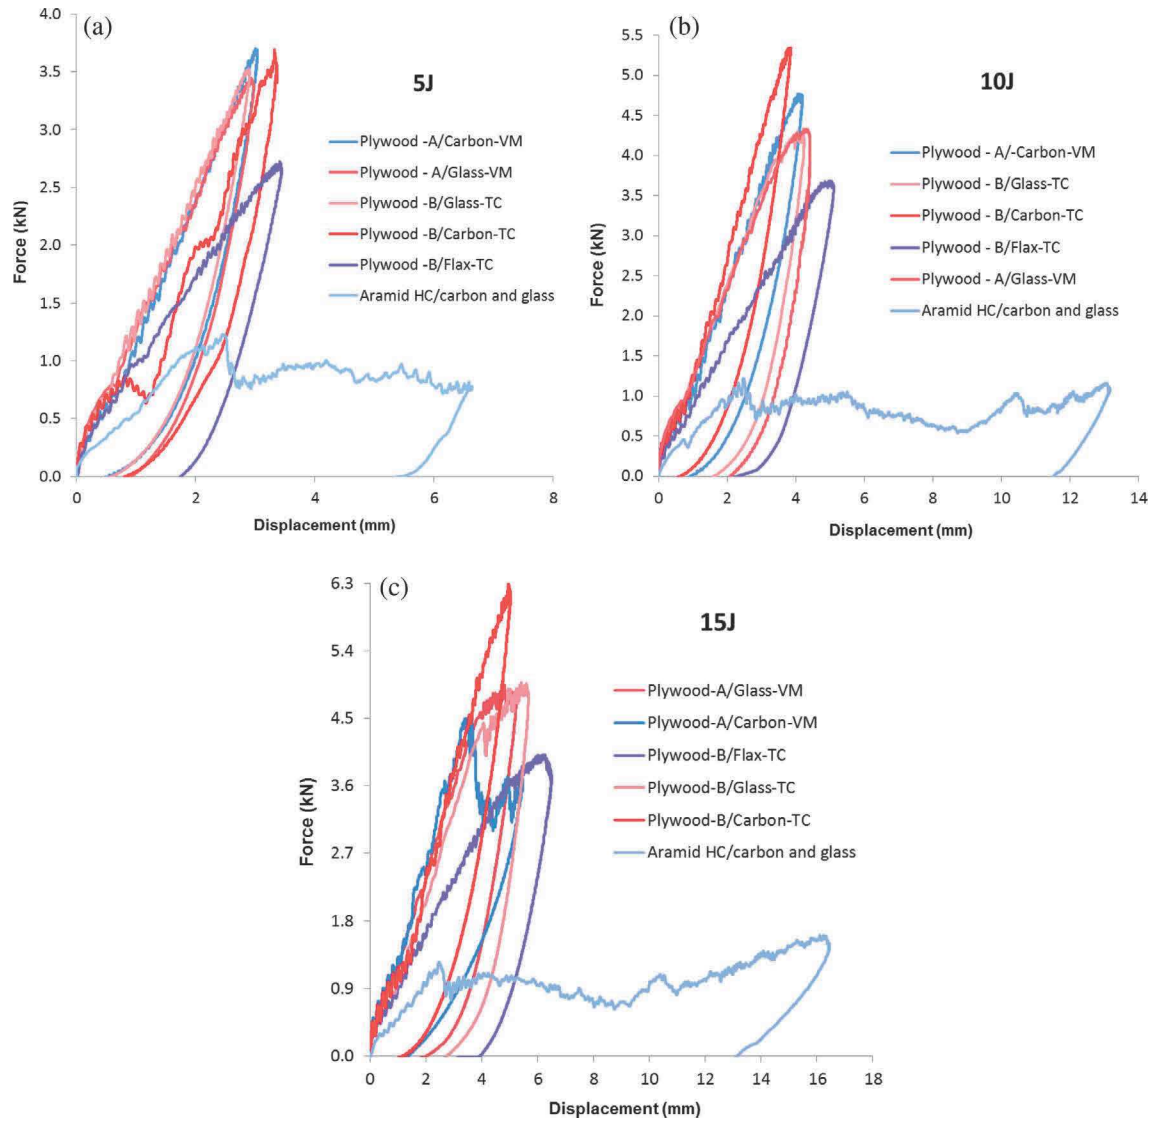 (a)
5J
Force (kN)
4.0
3.5
3.0
2.5
2.0
1.5
1.0
0.5
0.0
Plywood -A/Carbon-VM
Plywood - A/Glass-VM
Plywood -B/Glass-TC
Plywood -B/Carbon-TC
Plywood -B/Flax-TC
Aramid HC/carbon and glass
0 2 4 6 8
Displacement (mm)
(b)
10J
Force (kN)
5.5
5.0
4.5
4.0
3.5
3.0
2.5
2.0
1.5
1.0
0.5
0.0
Plywood - A/-Carbon-VM
Plywood - B/Glass-TC
Plywood - B/Carbon-TC
Plywood - B/Flax-TC
Plywood - A/Glass-VM
Aramid HC/carbon and glass
0 2 4 6 8 10 12 14
Displacement (mm)
(c)
15J
Force (kN)
6.3
5.4
4.5
3.6
2.7
1.8
0.9
0.0
Plywood-A/Glass-VM
Plywood-A/Carbon-VM
Plywood-B/Flax-TC
Plywood-B/Glass-TC
Plywood-B/Carbon-TC
Aramid HC/carbon and glass
0 2 4 6 8 10 12 14 16 18
Displacement (mm)